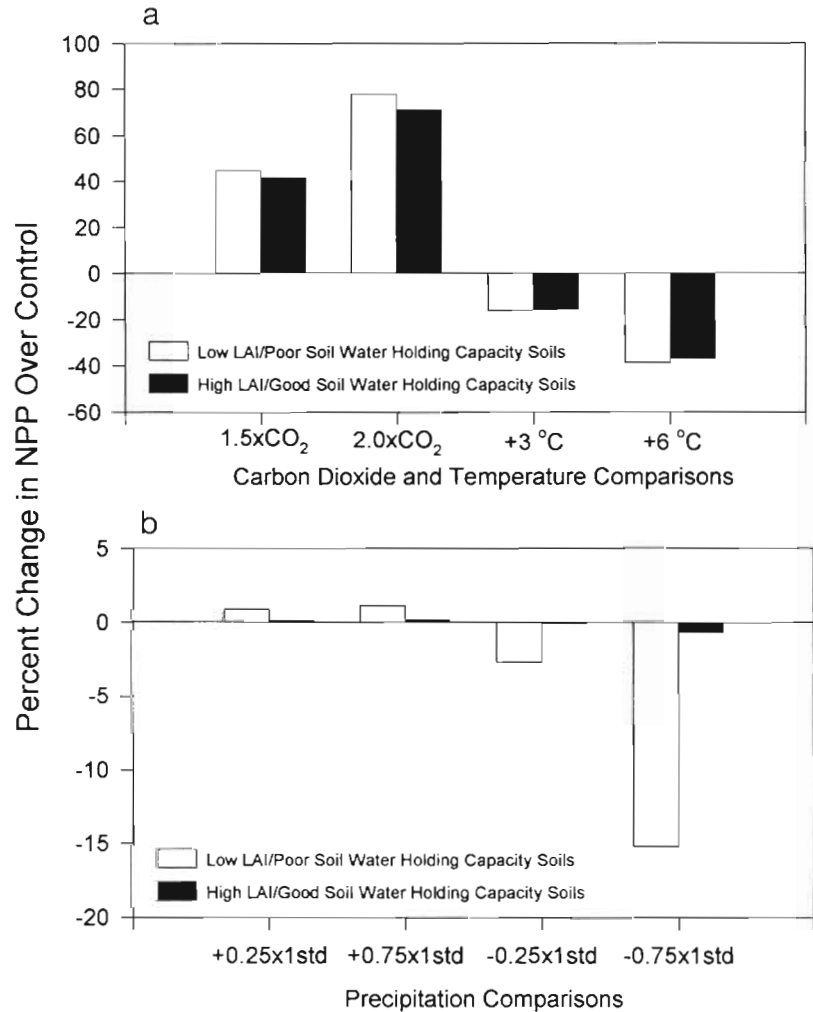 a
Percent Change in NPP Over Control
100
80
60
40
20
0
-20
-40
-60
Low LAI/Poor Soil Water Holding Capacity Soils
High LAI/Good Soil Water Holding Capacity Soils
1.5xCO₂ 2.0xCO₂ +3 °C +6 °C
Carbon Dioxide and Temperature Comparisons
b
5
0
-5
-10
-15
-20
Low LAI/Poor Soil Water Holding Capacity Soils
High LAI/Good Soil Water Holding Capacity Soils
+0.25x1std +0.75x1std -0.25x1std -0.75x1std
Precipitation Comparisons